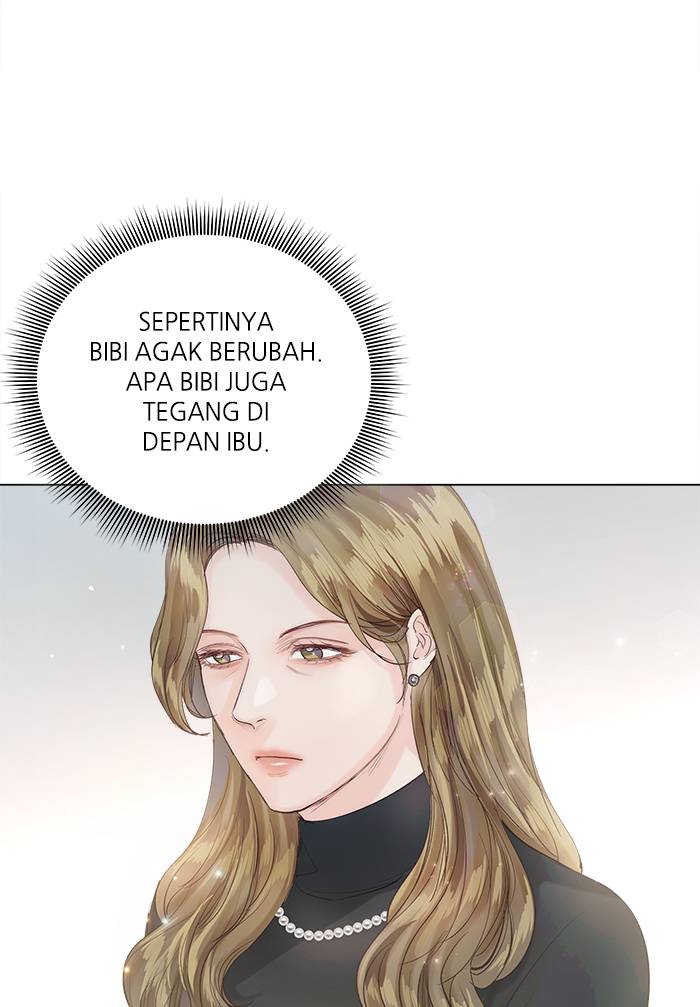 SEPERTINYA
BIBI AGAK BERUBAH.
APA BIBI JUGA
TEGANG DI
DEPAN IBU.